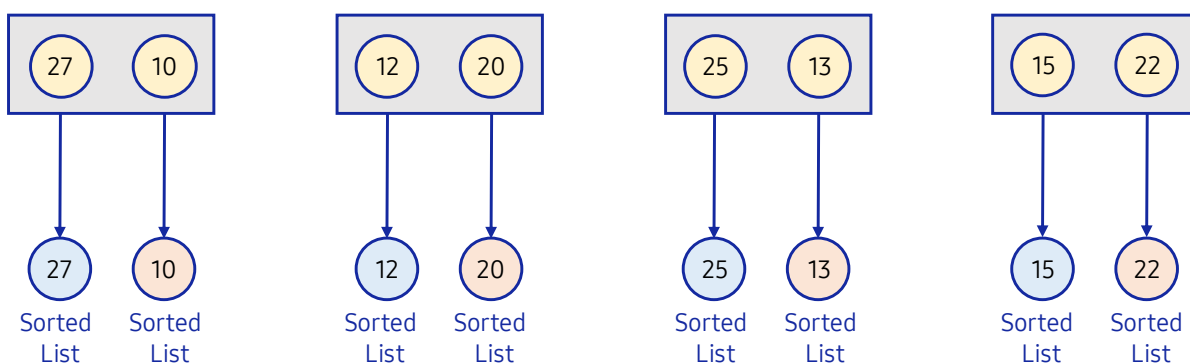 27 10 12 20 25 13 15 22
27 10 12 20 25 13 15 22
Sorted Sorted Sorted Sorted Sorted Sorted Sorted Sorted
List List List List List List List List